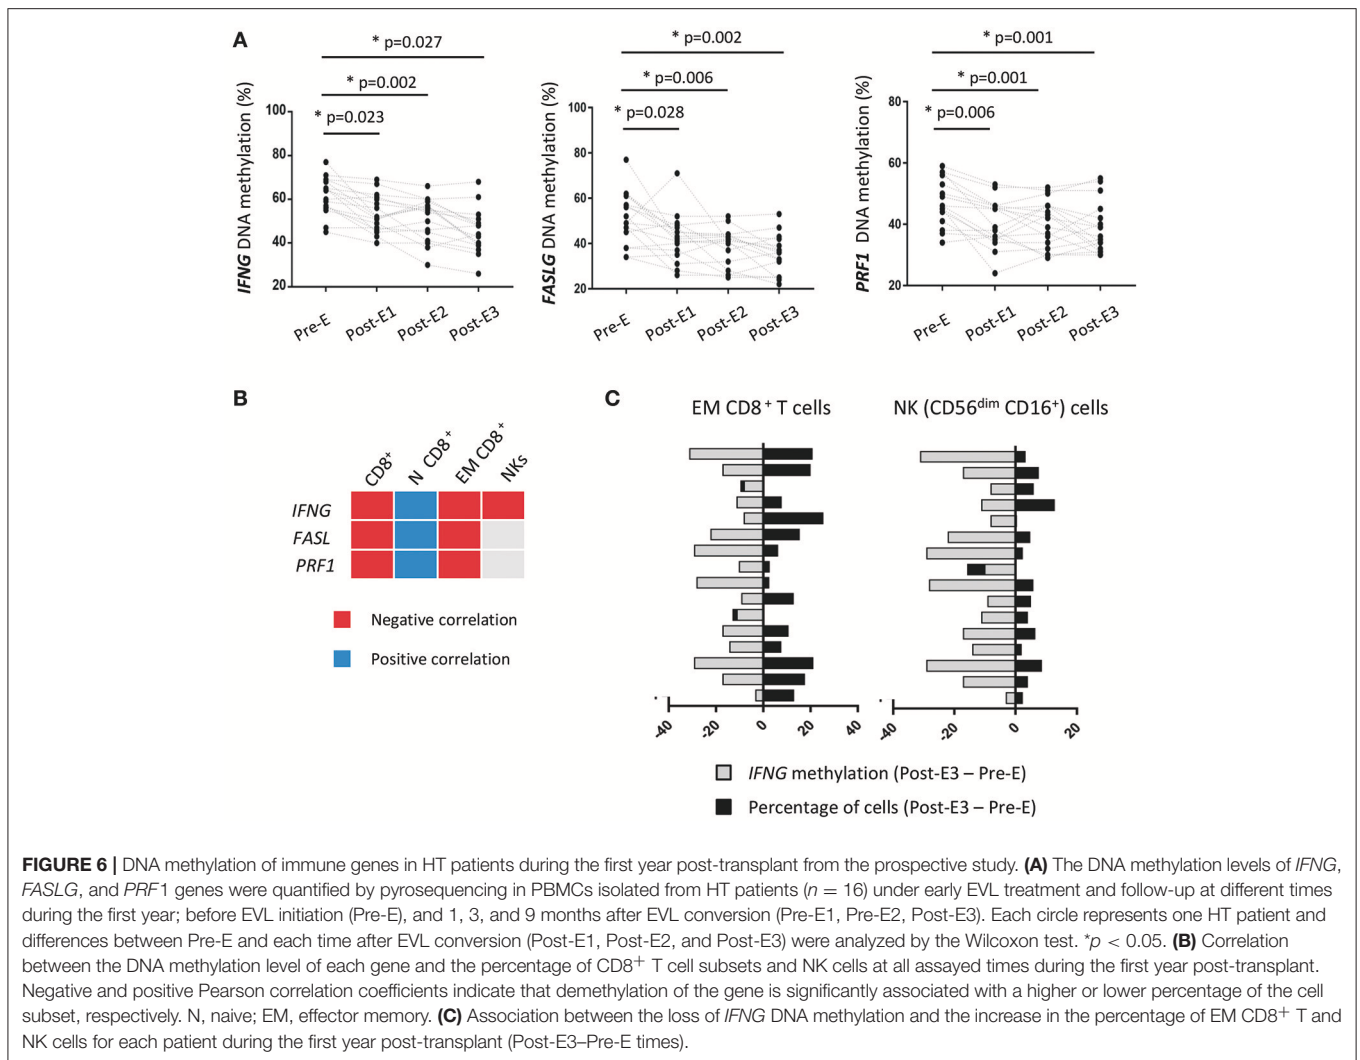 A
* p=0.027
* p=0.002
* p=0.023
IFNG DNA methylation (%)
100
80
60
40
20
Pre-E
Post-E1
Post-E2
Post-E3
* p=0.002
* p=0.006
* p=0.028
FASLG DNA methylation (%)
100
80
60
40
20
Pre-E
Post-E1
Post-E2
Post-E3
* p=0.001
* p=0.001
* p=0.006
PRF1 DNA methylation (%)
80
60
40
20
Pre-E
Post-E1
Post-E2
Post-E3
B
CD8+
N CD8+
EM CD8+
NKs
IFNG
FASL
PRF1
Negative correlation
Positive correlation
C
EM CD8+ T cells
-40
-20
0
20
40
NK (CD56dim CD16+) cells
-40
-20
0
20
IFNG methylation (Post-E3 – Pre-E)
Percentage of cells (Post-E3 – Pre-E)
FIGURE 6 | DNA methylation of immune genes in HT patients during the first year post-transplant from the prospective study. (A) The DNA methylation levels of IFNG,
FASLG, and PRF1 genes were quantified by pyrosequencing in PBMCs isolated from HT patients (n = 16) under early EVL treatment and follow-up at different times
during the first year; before EVL initiation (Pre-E), and 1, 3, and 9 months after EVL conversion (Pre-E1, Pre-E2, Post-E3). Each circle represents one HT patient and
differences between Pre-E and each time after EVL conversion (Post-E1, Post-E2, and Post-E3) were analyzed by the Wilcoxon test. *p < 0.05. (B) Correlation
between the DNA methylation level of each gene and the percentage of CD8+ T cell subsets and NK cells at all assayed times during the first year post-transplant.
Negative and positive Pearson correlation coefficients indicate that demethylation of the gene is significantly associated with a higher or lower percentage of the cell
subset, respectively. N, naive; EM, effector memory. (C) Association between the loss of IFNG DNA methylation and the increase in the percentage of EM CD8+ T and
NK cells for each patient during the first year post-transplant (Post-E3–Pre-E times).